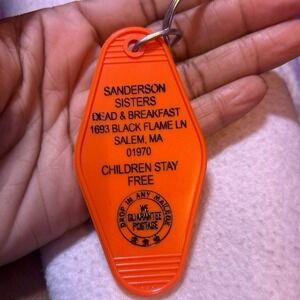 SANDERSON
SISTERS
DEAD & BREAKFAST
1693 BLACK FLAME LN
SALEM, MA
01970
CHILDREN STAY
FREE
DROP IN ANY MAILBOX
WE
GUARANTEE
POSTAGE